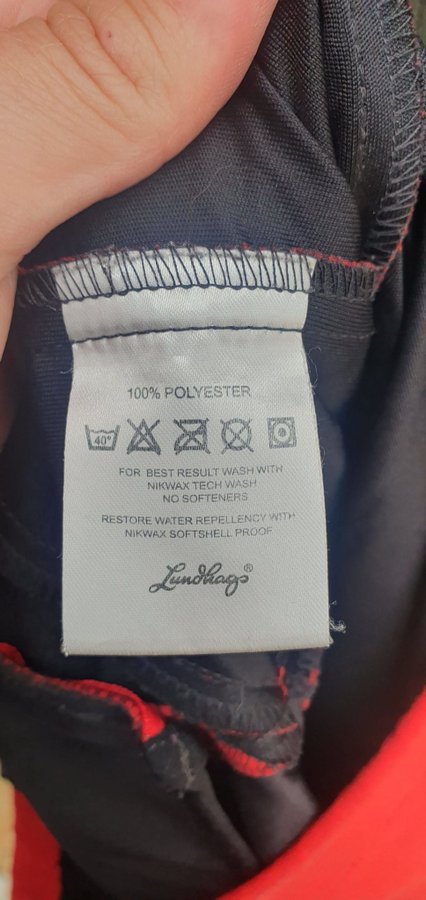 100% POLYESTER
40°
FOR BEST RESULT WASH WITH
NIKWAX TECH WASH
NO SOFTENERS
RESTORE WATER REPELLENCY WITH
NIKWAX SOFTSHELL PROOF
Lundhags®